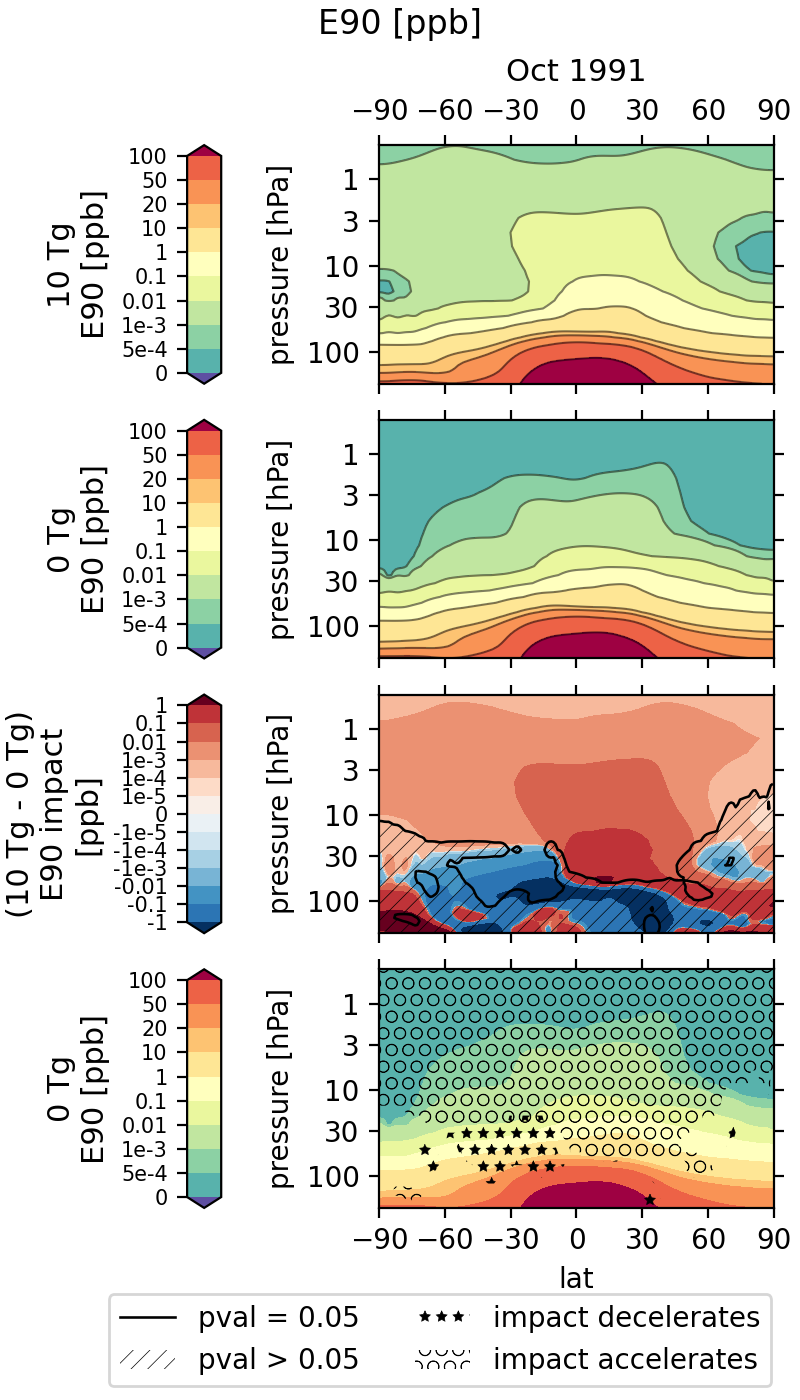 E90 [ppb]
Oct 1991
−90 −60 −30 0 30 60 90
10 Tg
E90 [ppb]
100
50
20
10
1
0.1
0.01
1e-3
5e-4
0
pressure [hPa]
1
3
10
30
100
0 Tg
E90 [ppb]
100
50
20
10
1
0.1
0.01
1e-3
5e-4
0
pressure [hPa]
1
3
10
30
100
(10 Tg - 0 Tg)
E90 impact
[ppb]
1
0.1
0.01
1e-3
1e-4
1e-5
0
-1e-5
-1e-4
-1e-3
-0.01
-0.1
-1
pressure [hPa]
1
3
10
30
100
0 Tg
E90 [ppb]
100
50
20
10
1
0.1
0.01
1e-3
5e-4
0
pressure [hPa]
1
3
10
30
100
−90 −60 −30 0 30 60 90
lat
pval = 0.05
impact decelerates
pval > 0.05
impact accelerates